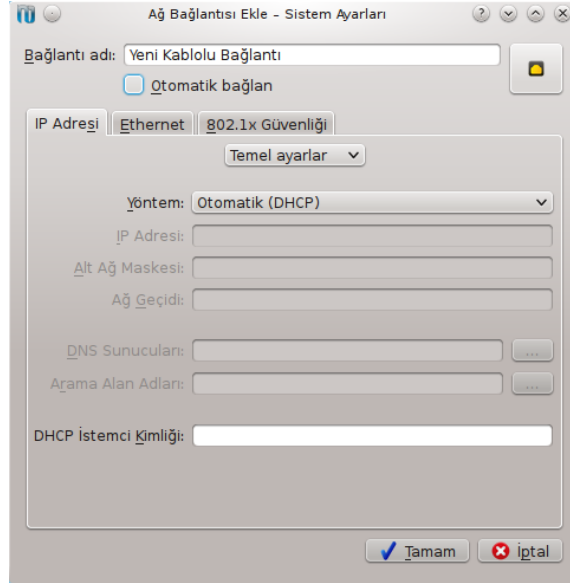 Ağ Bağlantısı Ekle – Sistem Ayarları
Bağlantı adı: Yeni Kablolu Bağlantı
Otomatik bağlan
IP Adresi Ethernet 802.1x Güvenliği
Temel ayarlar
Yöntem: Otomatik (DHCP)
IP Adresi:
Alt Ağ Maskesi:
Ağ Geçidi:
DNS Sunucuları: ...
Arama Alan Adları: ...
DHCP İstemci Kimliği:
Tamam İptal